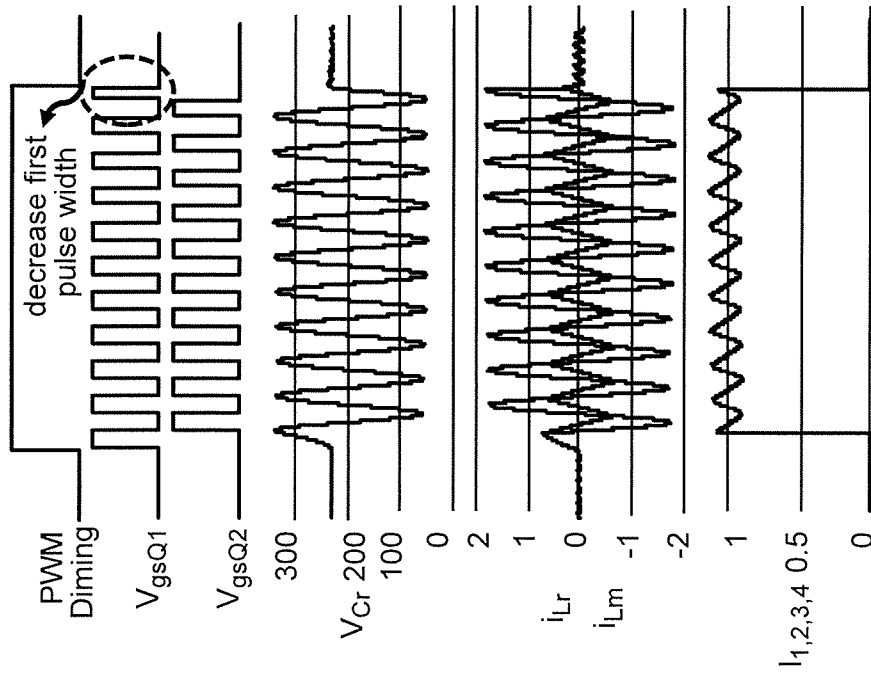 decrease first
pulse width
PWM
Diming
VgsQ1
VgsQ2
300
VCr 200
100
0
2
1
iLr 0
iLm -1
-2
1
I1,2,3,4 0.5
0